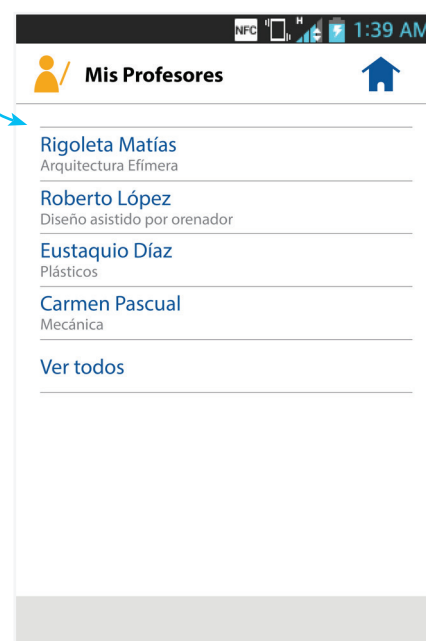 NFC H 1:39 AM
Mis Profesores
Rigoleta Matías
Arquitectura Efímera
Roberto López
Diseño asistido por orenador
Eustaquio Díaz
Plásticos
Carmen Pascual
Mecánica
Ver todos